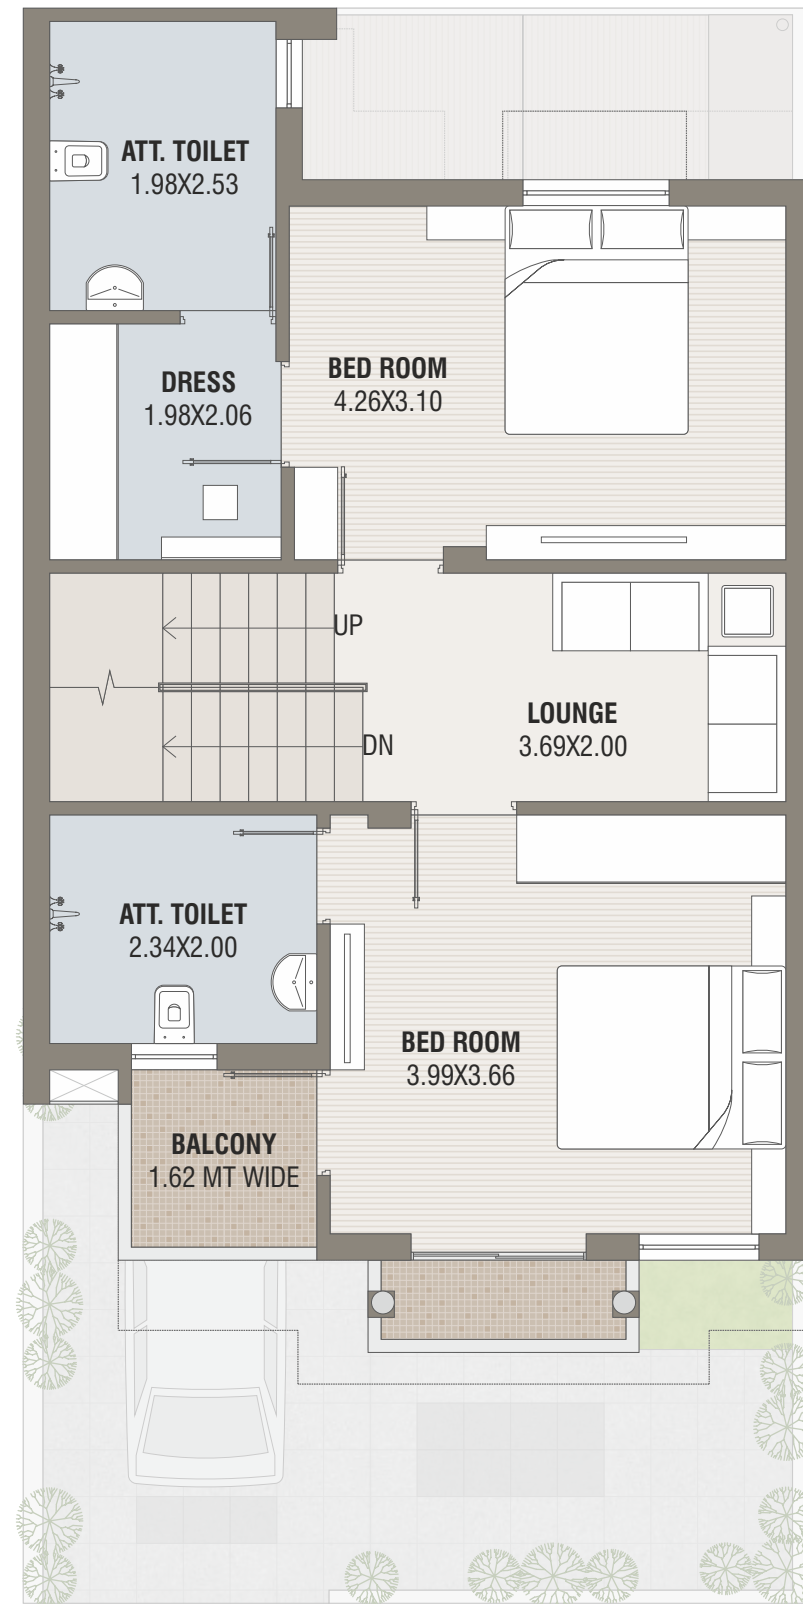 ATT. TOILET
1.98X2.53
DRESS
1.98X2.06
BED ROOM
4.26X3.10
UP
DN
LOUNGE
3.69X2.00
ATT. TOILET
2.34X2.00
BED ROOM
3.99X3.66
BALCONY
1.62 MT WIDE